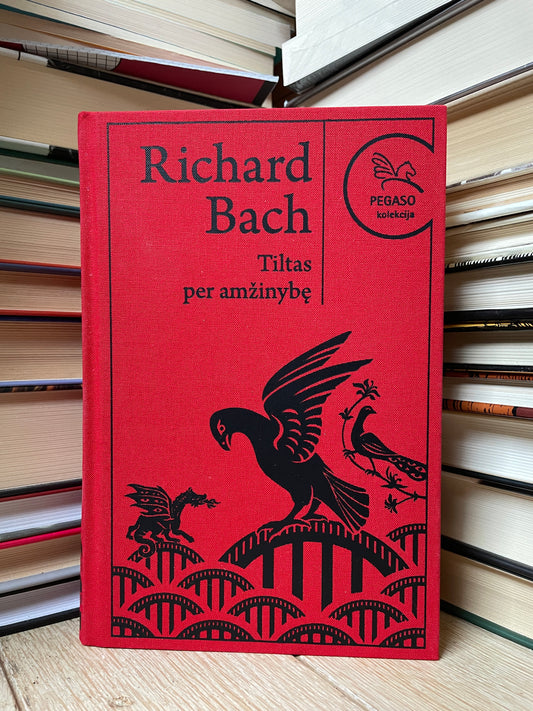 Richard
Bach
Tiltas
per amžinybę
PEGASO
kolekcija